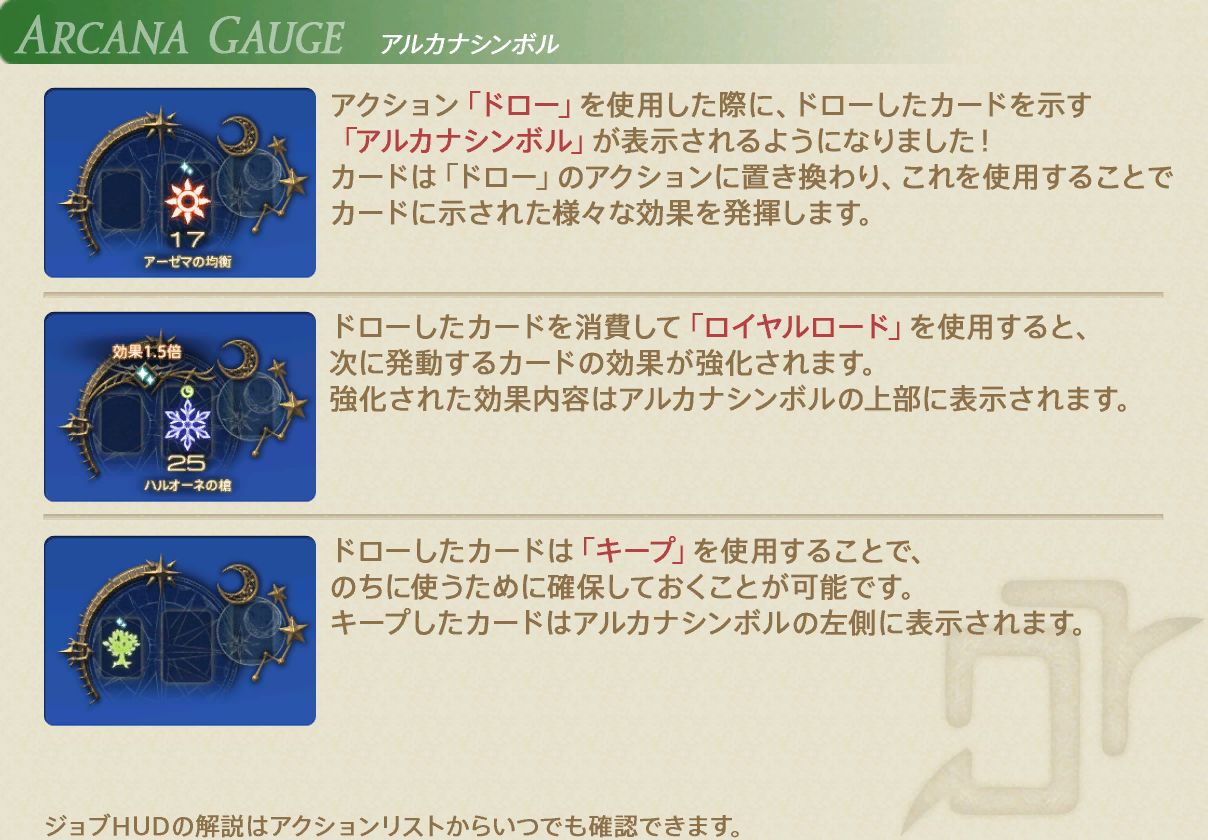 ARCANA GAUGE アルカナシンボル
アクション「ドロー」を使用した際に、ドローしたカードを示す
「アルカナシンボル」が表示されるようになりました！
カードは「ドロー」のアクションに置き換わり、これを使用することで
カードに示された様々な効果を発揮します。
17
アーゼマの均衡
ドローしたカードを消費して「ロイヤルロード」を使用すると、
次に発動するカードの効果が強化されます。
強化された効果内容はアルカナシンボルの上部に表示されます。
効果1.5倍
25
ハルオーネの槍
ドローしたカードは「キープ」を使用することで、
のちに使うために確保しておくことが可能です。
キープしたカードはアルカナシンボルの左側に表示されます。
ジョブHUDの解説はアクションリストからいつでも確認できます。